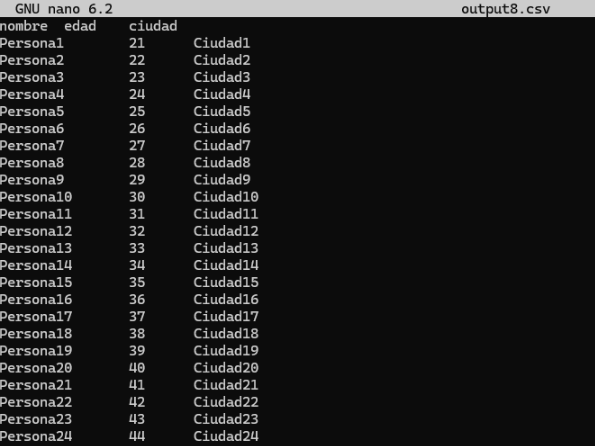 GNU nano 6.2 output8.csv
nombre edad ciudad
Persona1 21 Ciudad1
Persona2 22 Ciudad2
Persona3 23 Ciudad3
Persona4 24 Ciudad4
Persona5 25 Ciudad5
Persona6 26 Ciudad6
Persona7 27 Ciudad7
Persona8 28 Ciudad8
Persona9 29 Ciudad9
Persona10 30 Ciudad10
Persona11 31 Ciudad11
Persona12 32 Ciudad12
Persona13 33 Ciudad13
Persona14 34 Ciudad14
Persona15 35 Ciudad15
Persona16 36 Ciudad16
Persona17 37 Ciudad17
Persona18 38 Ciudad18
Persona19 39 Ciudad19
Persona20 40 Ciudad20
Persona21 41 Ciudad21
Persona22 42 Ciudad22
Persona23 43 Ciudad23
Persona24 44 Ciudad24